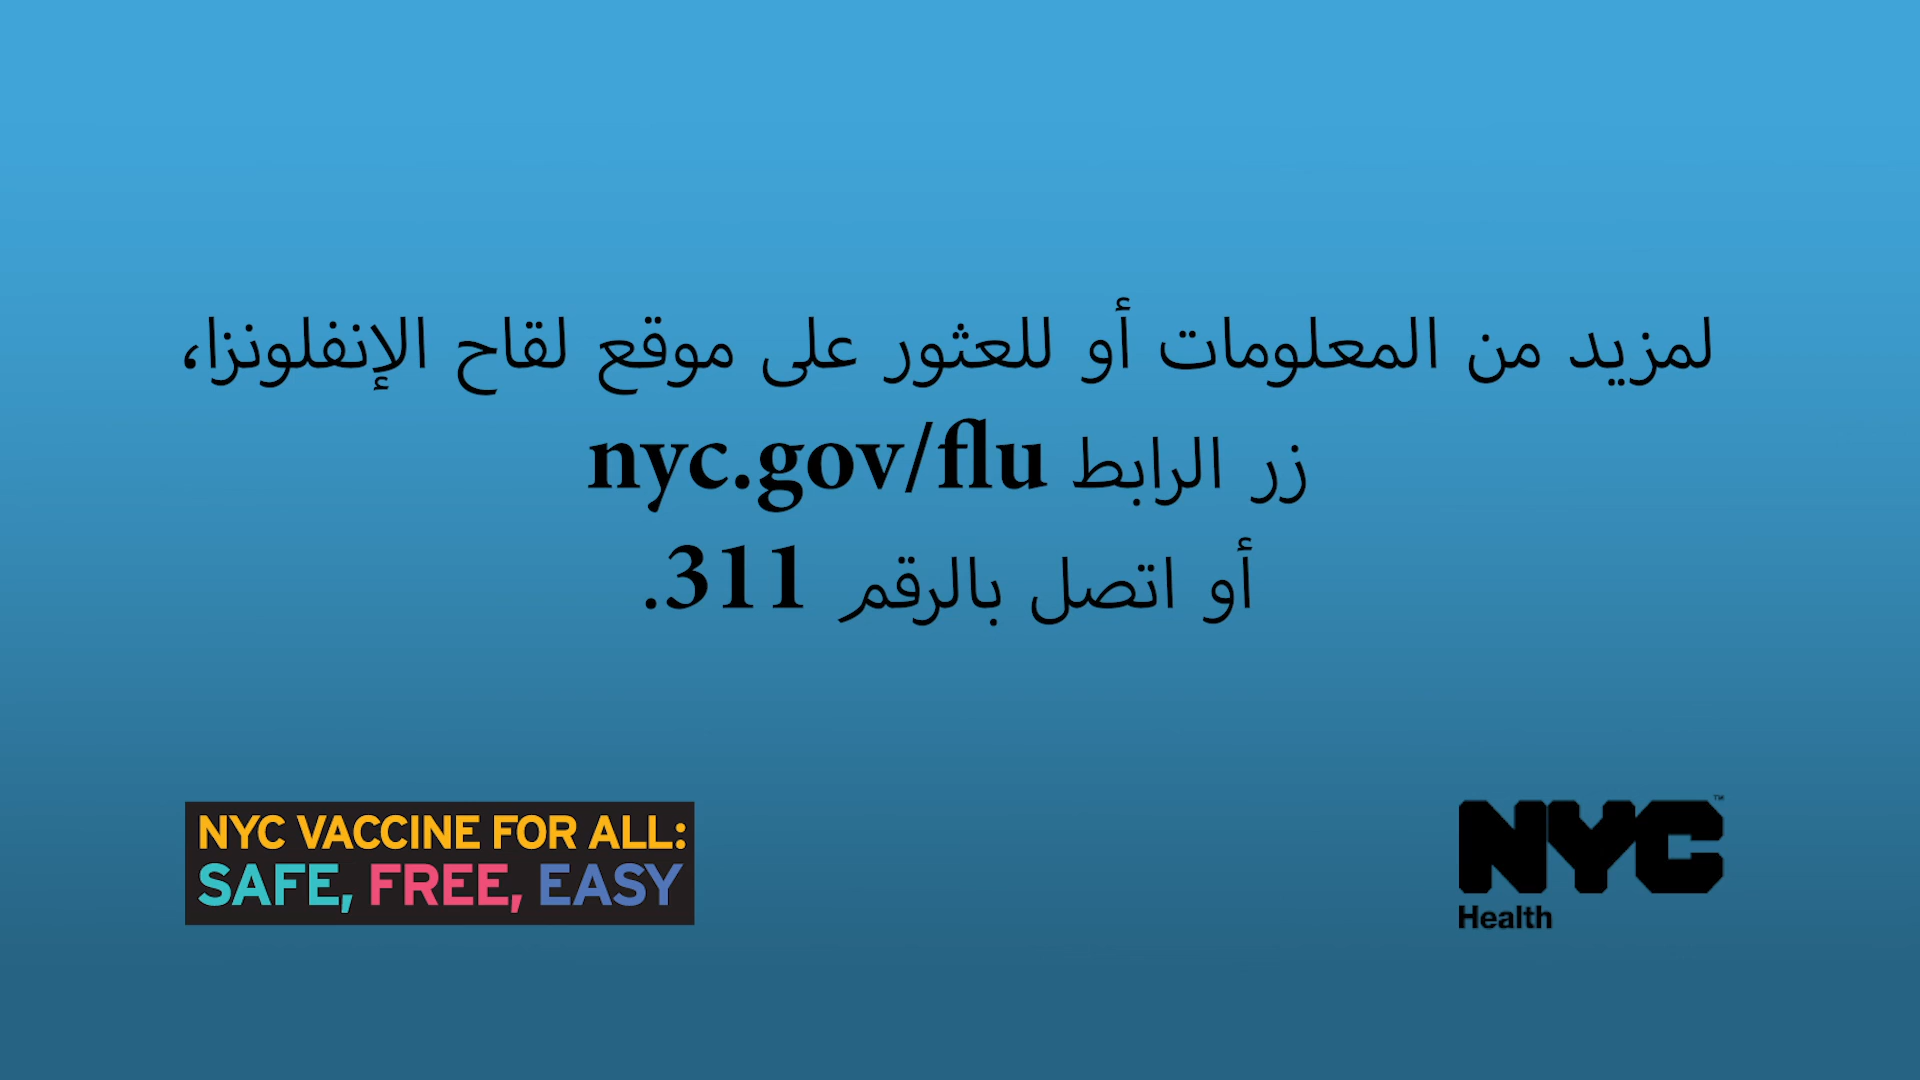 لمزيد من المعلومات أو للعثور على موقع لقاح الإنفلونزا،
زر الرابط nyc.gov/flu
أو اتصل بالرقم 311.
NYC VACCINE FOR ALL:
SAFE, FREE, EASY
NYC™
Health